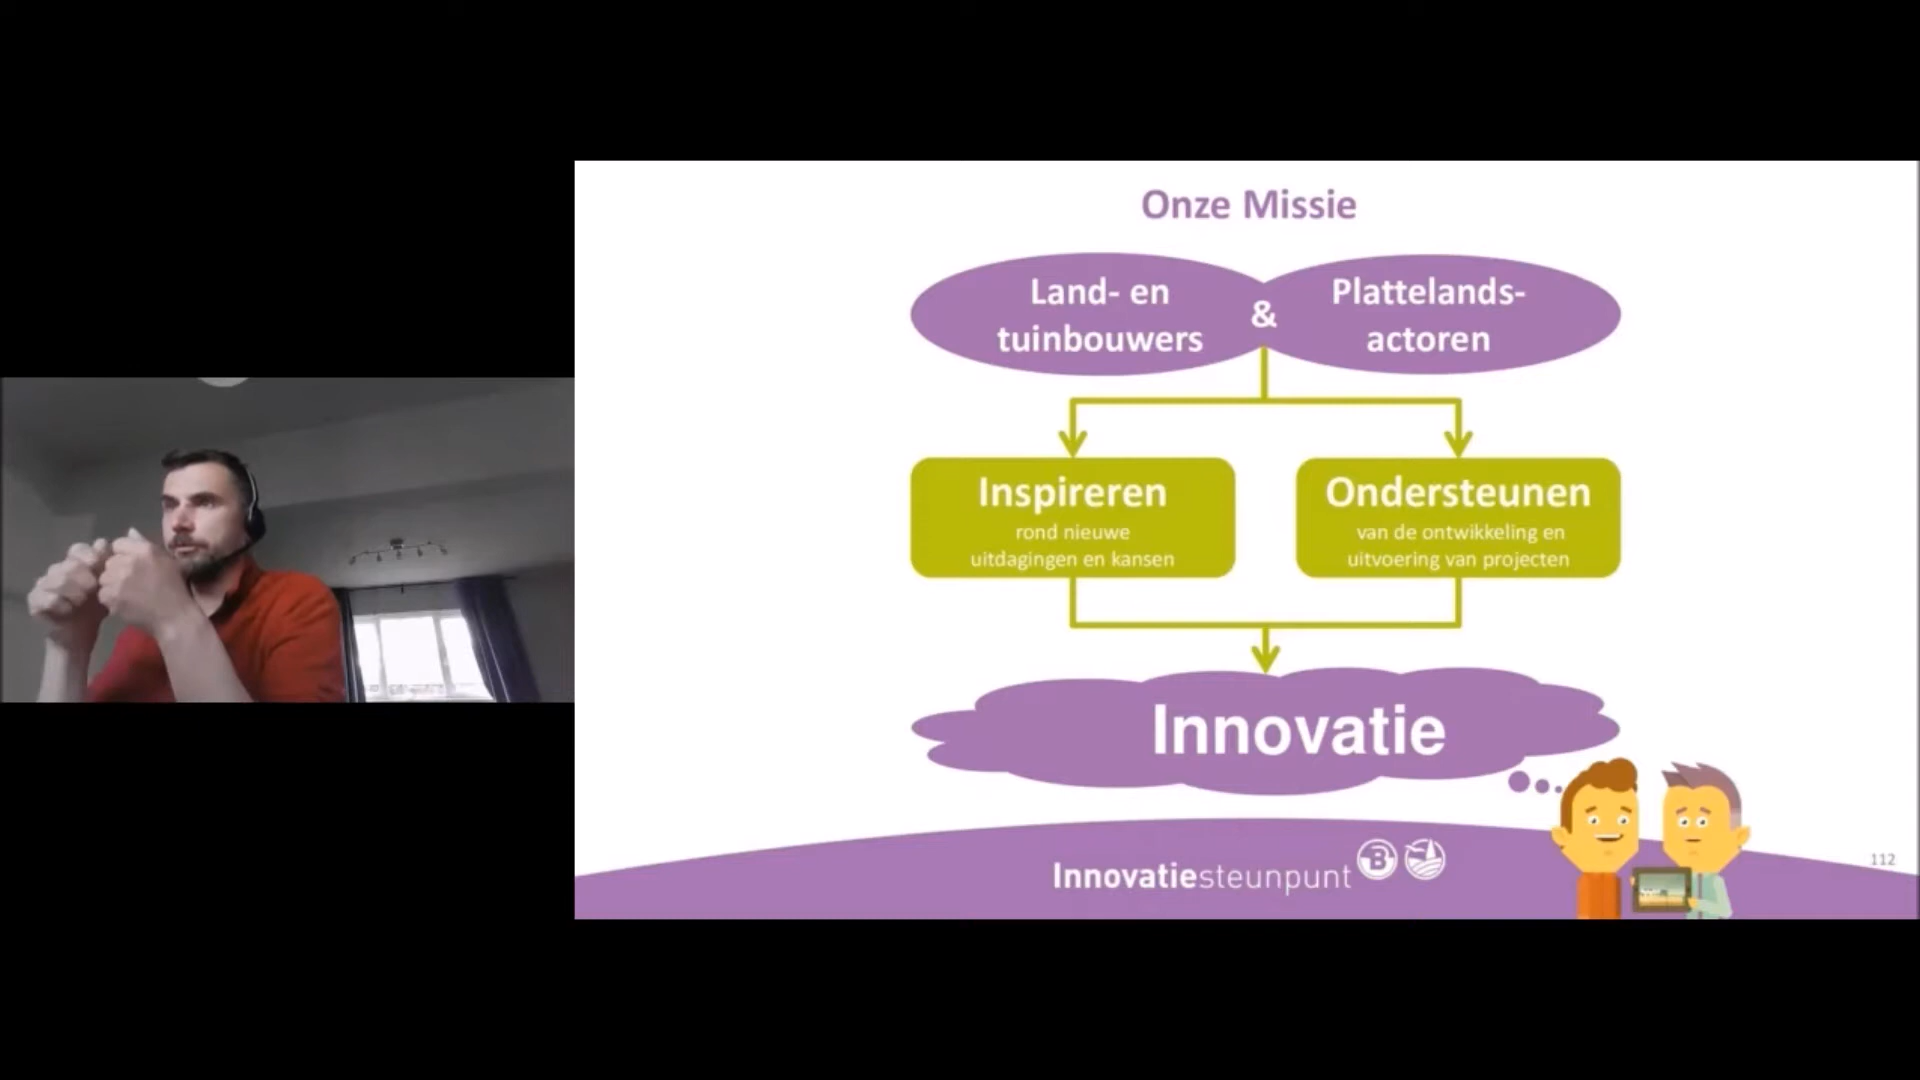 Onze Missie
Land- en
tuinbouwers
&
Plattelands-
actoren
Inspireren
rond nieuwe
uitdagingen en kansen
Ondersteunen
van de ontwikkeling en
uitvoering van projecten
Innovatie
Innovatiesteunpunt
112